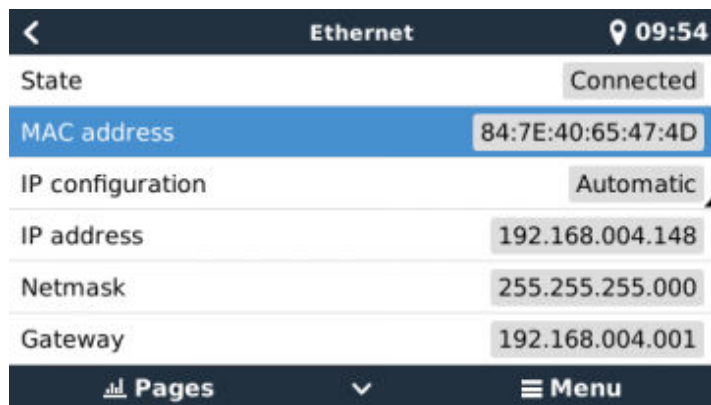 Ethernet 09:54
State Connected
MAC address 84:7E:40:65:47:4D
IP configuration Automatic
IP address 192.168.004.148
Netmask 255.255.255.000
Gateway 192.168.004.001
Pages Menu